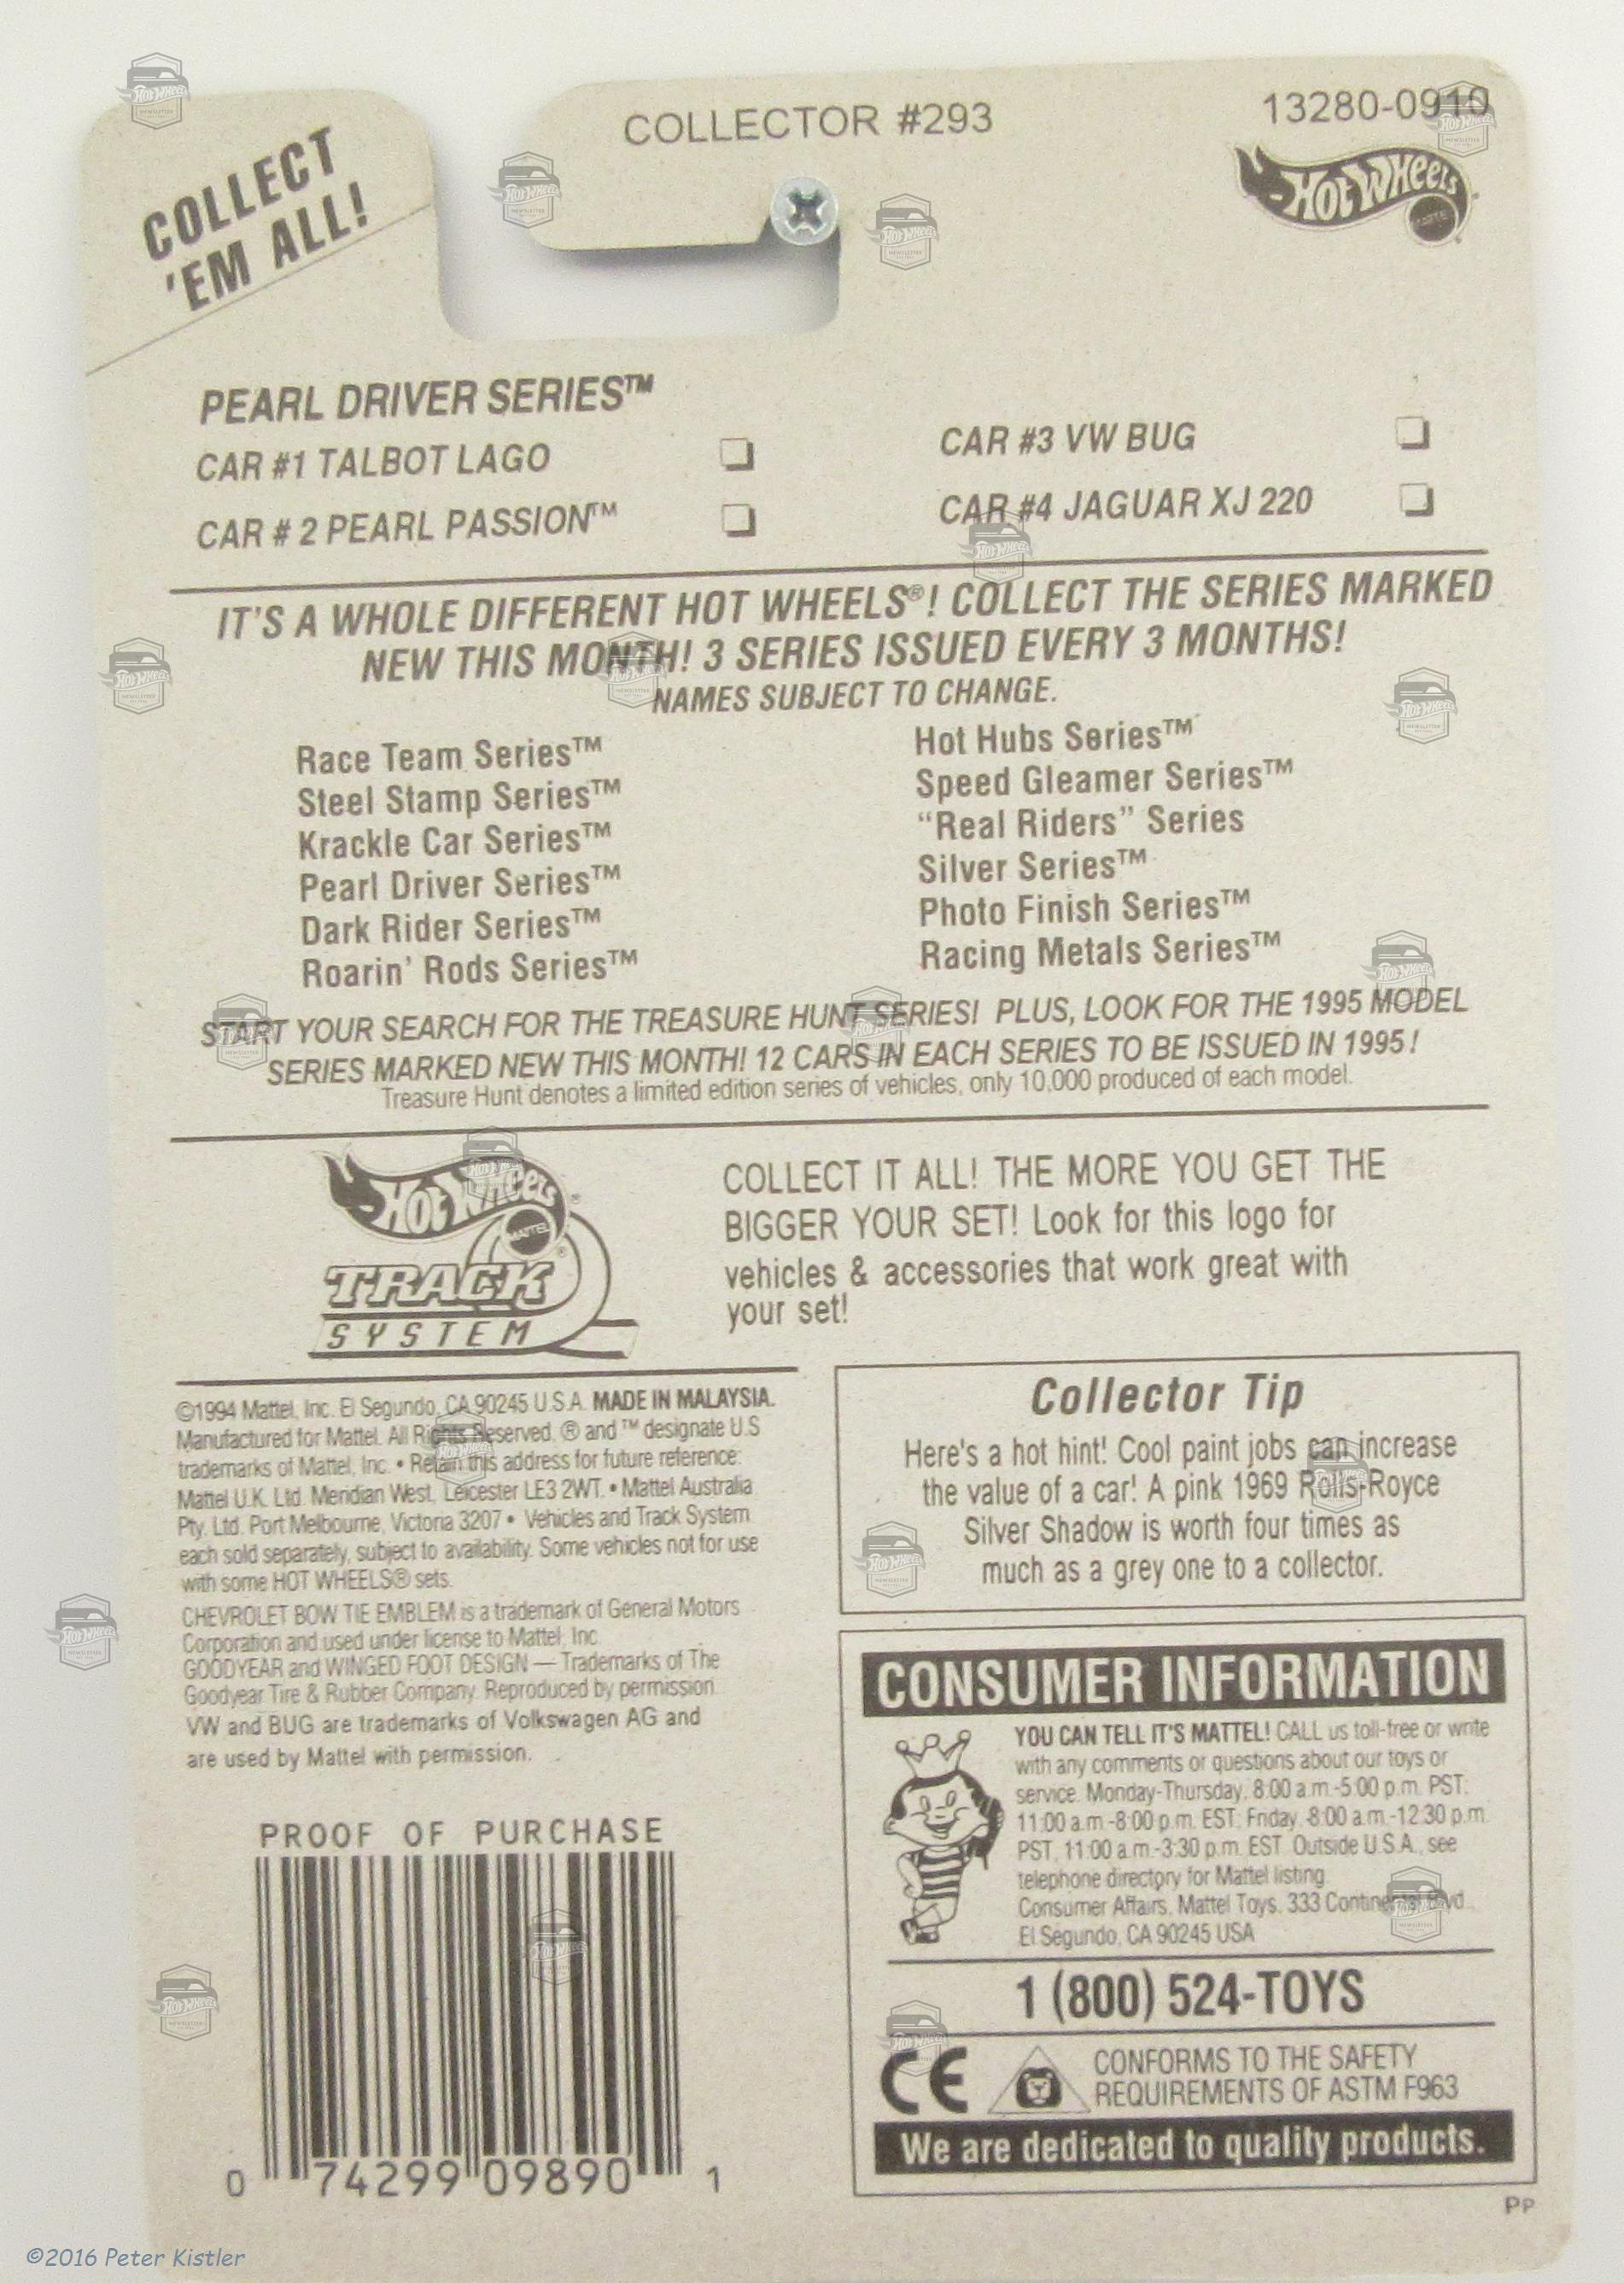 COLLECTOR #293
13280-0910
COLLECT
'EM ALL!
HOT WHEELS
MATTEL
PEARL DRIVER SERIES™
CAR #1 TALBOT LAGO
CAR #3 VW BUG
CAR # 2 PEARL PASSION™
CAR #4 JAGUAR XJ 220
IT'S A WHOLE DIFFERENT HOT WHEELS®! COLLECT THE SERIES MARKED
NEW THIS MONTH! 3 SERIES ISSUED EVERY 3 MONTHS!
NAMES SUBJECT TO CHANGE.
Race Team Series™
Steel Stamp Series™
Krackle Car Series™
Pearl Driver Series™
Dark Rider Series™
Roarin' Rods Series™
Hot Hubs Series™
Speed Gleamer Series™
"Real Riders" Series
Silver Series™
Photo Finish Series™
Racing Metals Series™
START YOUR SEARCH FOR THE TREASURE HUNT SERIES! PLUS, LOOK FOR THE 1995 MODEL
SERIES MARKED NEW THIS MONTH! 12 CARS IN EACH SERIES TO BE ISSUED IN 1995!
Treasure Hunt denotes a limited edition series of vehicles, only 10,000 produced of each model.
HOT WHEELS®
MATTEL®
TRACK
SYSTEM
COLLECT IT ALL! THE MORE YOU GET THE
BIGGER YOUR SET! Look for this logo for
vehicles & accessories that work great with
your set!
©1994 Mattel, Inc. El Segundo, CA 90245 U.S.A. MADE IN MALAYSIA.
Manufactured for Mattel. All Rights Reserved. ® and ™ designate U.S
trademarks of Mattel, Inc. • Retain this address for future reference:
Mattel U.K. Ltd. Meridian West, Leicester LE3 2WT. • Mattel Australia
Pty. Ltd. Port Melbourne, Victoria 3207 • Vehicles and Track System
each sold separately, subject to availability. Some vehicles not for use
with some HOT WHEELS® sets.
CHEVROLET BOW TIE EMBLEM is a trademark of General Motors
Corporation and used under license to Mattel, Inc.
GOODYEAR and WINGED FOOT DESIGN — Trademarks of The
Goodyear Tire & Rubber Company. Reproduced by permission
VW and BUG are trademarks of Volkswagen AG and
are used by Mattel with permission.
Collector Tip
Here's a hot hint! Cool paint jobs can increase
the value of a car! A pink 1969 Rolls-Royce
Silver Shadow is worth four times as
much as a grey one to a collector.
CONSUMER INFORMATION
YOU CAN TELL IT'S MATTEL! CALL us toll-free or write
with any comments or questions about our toys or
service. Monday-Thursday, 8:00 a.m.-5:00 p.m. PST;
11:00 a.m.-8:00 p.m. EST; Friday, 8:00 a.m.-12:30 p.m.
PST, 11:00 a.m.-3:30 p.m. EST. Outside U.S.A., see
telephone directory for Mattel listing.
Consumer Affairs, Mattel Toys, 333 Continental Blvd.,
El Segundo, CA 90245 USA
1 (800) 524-TOYS
CE
CONFORMS TO THE SAFETY
REQUIREMENTS OF ASTM F963
We are dedicated to quality products.
PROOF OF PURCHASE
0 74299 09890 1
PP
©2016 Peter Kistler